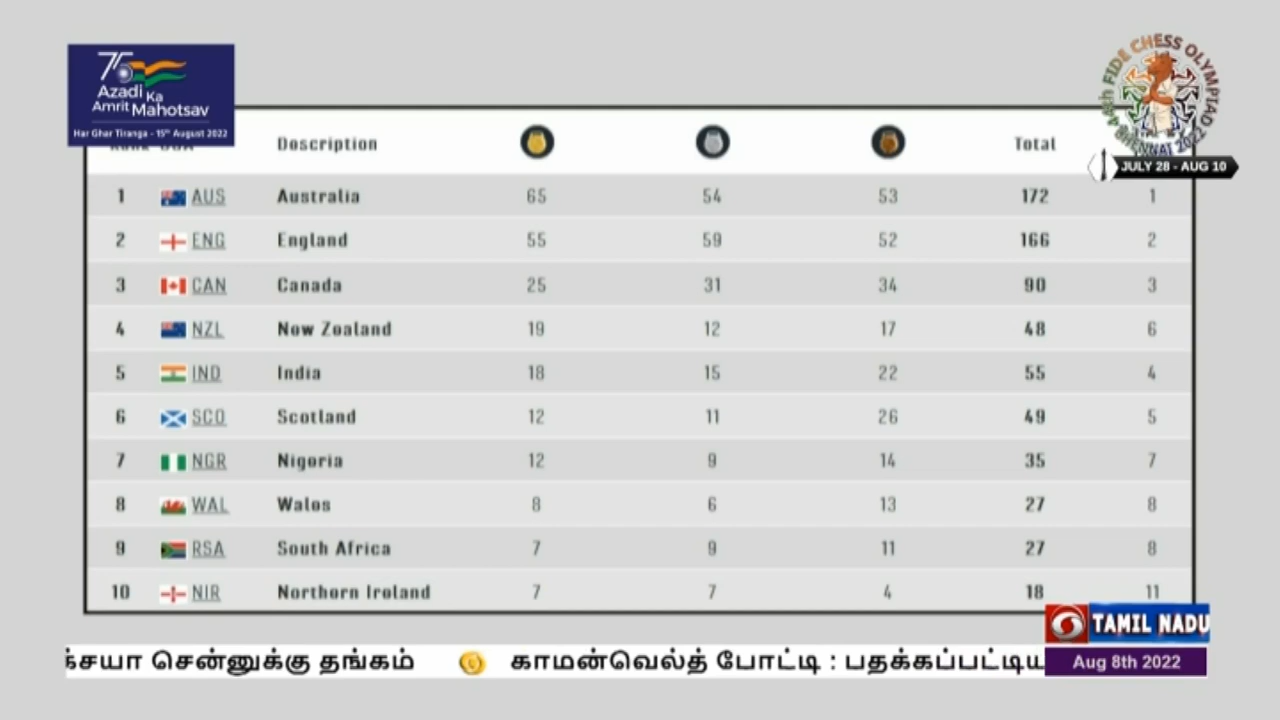 75
Azadi Ka
Amrit Mahotsav
Har Ghar Tiranga - 15th August 2022
44th FIDE CHESS OLYMPIAD
CHENNAI 2022
JULY 28 - AUG 10
Description Total
1 AUS Australia 65 54 53 172 1
2 ENG England 55 59 52 166 2
3 CAN Canada 25 31 34 90 3
4 NZL New Zealand 19 12 17 48 6
5 IND India 18 15 22 55 4
6 SCO Scotland 12 11 26 49 5
7 NGR Nigeria 12 9 14 35 7
8 WAL Wales 8 6 13 27 8
9 RSA South Africa 7 9 11 27 8
10 NIR Northern Ireland 7 7 4 18 11
TAMIL NADU
க்சயா சென்னுக்கு தங்கம் காமன்வெல்த் போட்டி : பதக்கப்பட்டிய
Aug 8th 2022